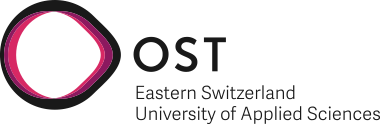 OST
Eastern Switzerland
University of Applied Sciences